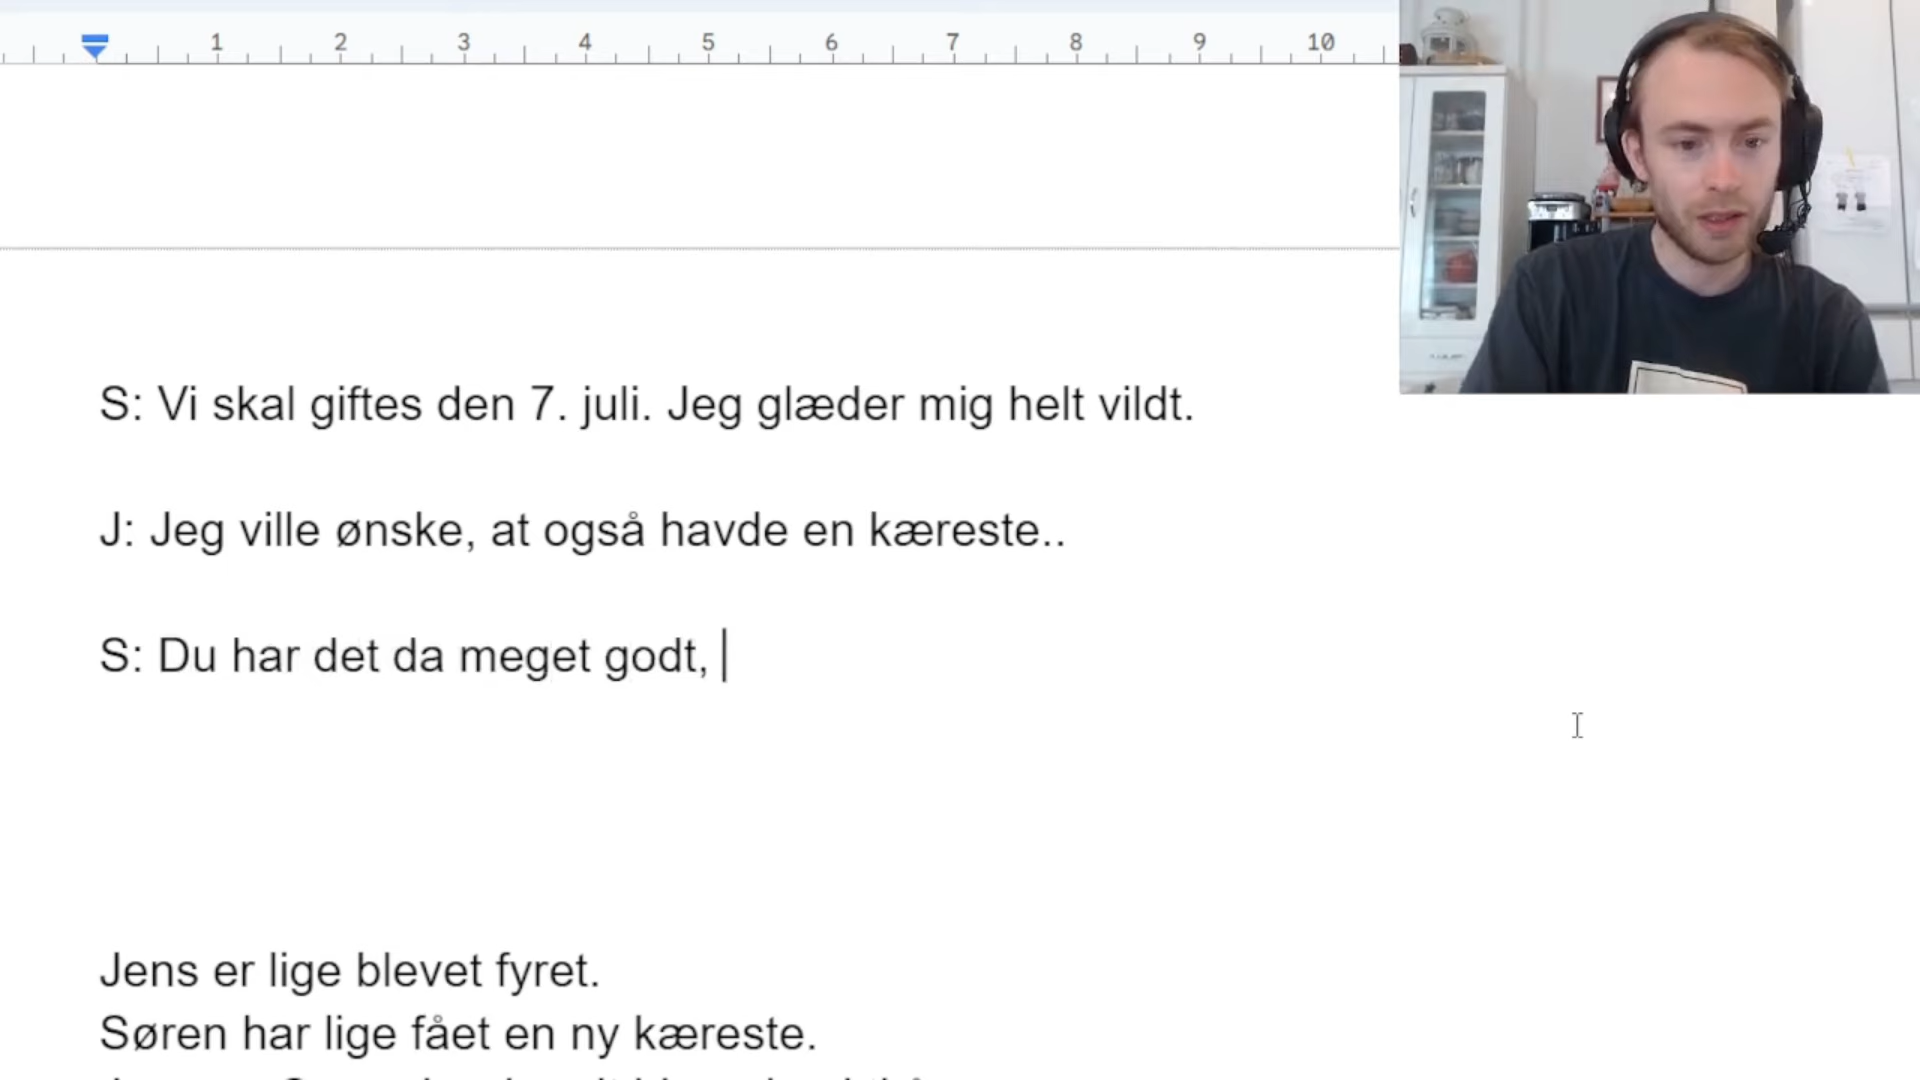 1 2 3 4 5 6 7 8 9 10
S: Vi skal giftes den 7. juli. Jeg glæder mig helt vildt.
J: Jeg ville ønske, at også havde en kæreste..
S: Du har det da meget godt,
Jens er lige blevet fyret.
Søren har lige fået en ny kæreste.